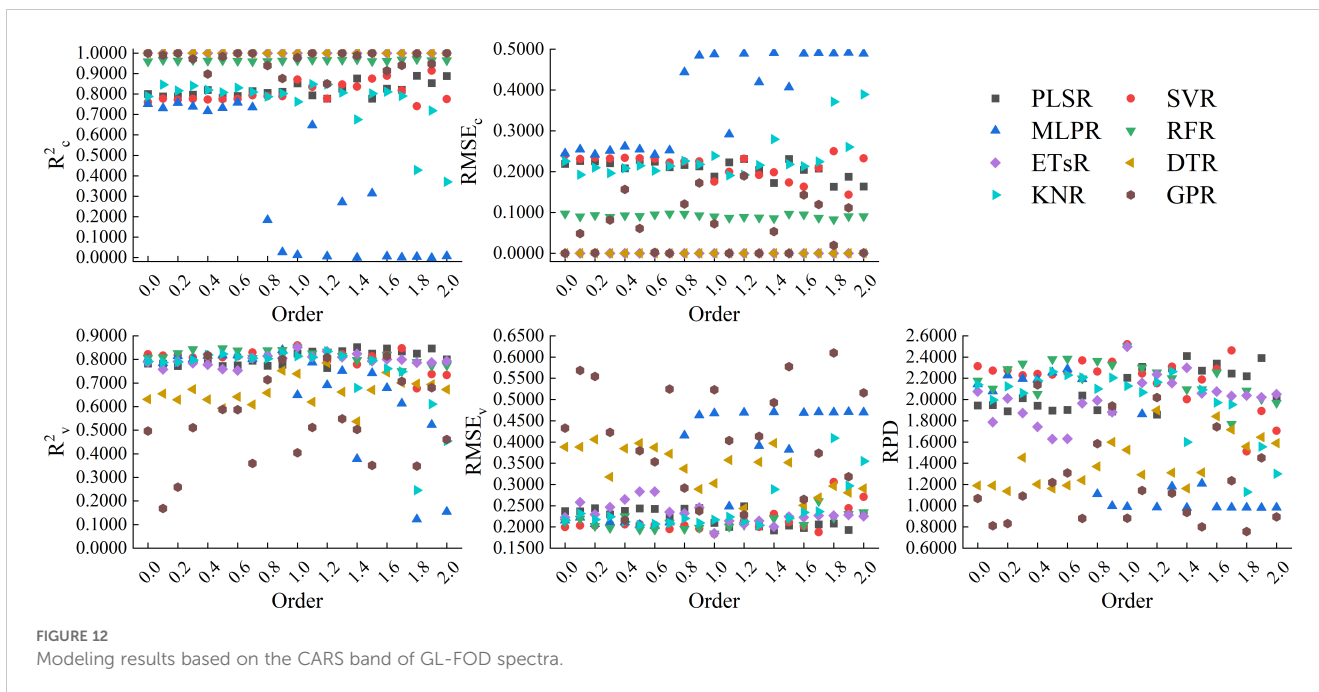 R²c
1.0000
0.9000
0.8000
0.7000
0.6000
0.5000
0.4000
0.3000
0.2000
0.1000
0.0000
0.0 0.2 0.4 0.6 0.8 1.0 1.2 1.4 1.6 1.8 2.0
Order
RMSEc
0.5000
0.4000
0.3000
0.2000
0.1000
0.0000
0.0 0.2 0.4 0.6 0.8 1.0 1.2 1.4 1.6 1.8 2.0
Order
PLSR SVR
MLPR RFR
ETsR DTR
KNR GPR
R²v
0.9000
0.8000
0.7000
0.6000
0.5000
0.4000
0.3000
0.2000
0.1000
0.0000
0.0 0.2 0.4 0.6 0.8 1.0 1.2 1.4 1.6 1.8 2.0
Order
RMSEv
0.6500
0.6000
0.5500
0.5000
0.4500
0.4000
0.3500
0.3000
0.2500
0.2000
0.1500
0.0 0.2 0.4 0.6 0.8 1.0 1.2 1.4 1.6 1.8 2.0
Order
RPD
2.6000
2.4000
2.2000
2.0000
1.8000
1.6000
1.4000
1.2000
1.0000
0.8000
0.6000
0.0 0.2 0.4 0.6 0.8 1.0 1.2 1.4 1.6 1.8 2.0
Order
FIGURE 12
Modeling results based on the CARS band of GL-FOD spectra.